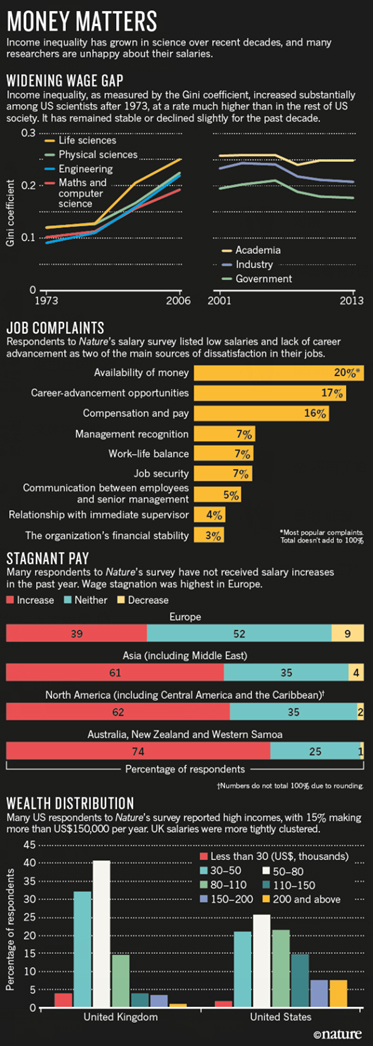 MONEY MATTERS
Income inequality has grown in science over recent decades, and many
researchers are unhappy about their salaries.
WIDENING WAGE GAP
Income inequality, as measured by the Gini coefficient, increased substantially
among US scientists after 1973, at a rate much higher than in the rest of US
society. It has remained stable or declined slightly for the past decade.
0.3
Life sciences
Physical sciences
Engineering
Maths and
computer
science
0.2
Gini coefficient
0.1
0
1973
2006
Academia
Industry
Government
2001
2013
JOB COMPLAINTS
Respondents to Nature's salary survey listed low salaries and lack of career
advancement as two of the main sources of dissatisfaction in their jobs.
Availability of money 20%*
Career-advancement opportunities 17%
Compensation and pay 16%
Management recognition 7%
Work–life balance 7%
Job security 7%
Communication between employees
and senior management 5%
Relationship with immediate supervisor 4%
The organization's financial stability 3%
*Most popular complaints.
Total doesn't add to 100%
STAGNANT PAY
Many respondents to Nature's survey have not received salary increases
in the past year. Wage stagnation was highest in Europe.
Increase Neither Decrease
Europe
39 52 9
Asia (including Middle East)
61 35 4
North America (including Central America and the Caribbean)†
62 35 2
Australia, New Zealand and Western Samoa
74 25 1
Percentage of respondents
†Numbers do not total 100% due to rounding.
WEALTH DISTRIBUTION
Many US respondents to Nature's survey reported high incomes, with 15% making
more than US$150,000 per year. UK salaries were more tightly clustered.
45
40
35
30
25
20
15
10
5
0
Percentage of respondents
Less than 30 (US$, thousands)
30–50 50–80
80–110 110–150
150–200 200 and above
United Kingdom United States
©nature